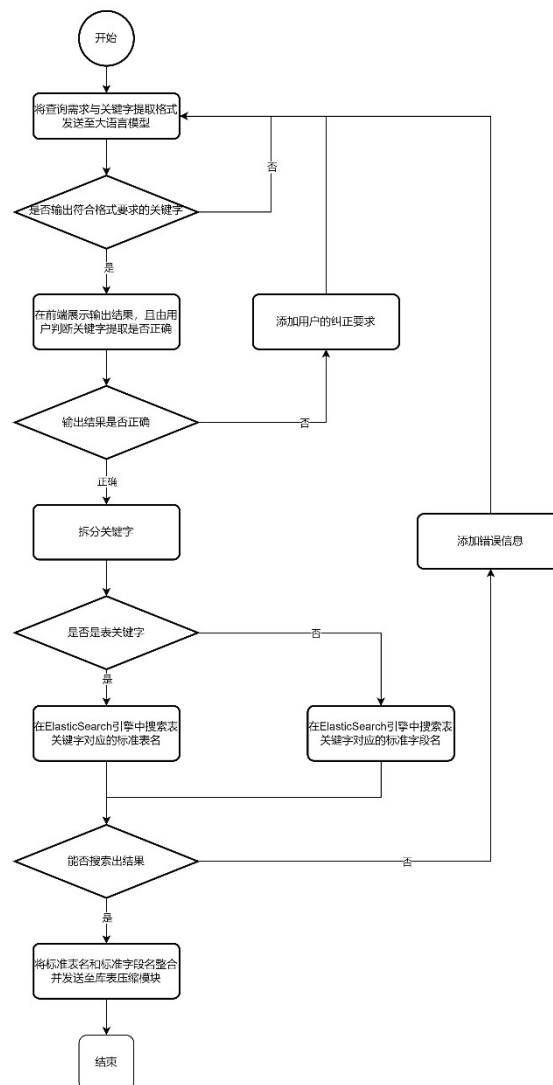 开始
将查询需求与关键字提取格式
发送至大语言模型
否
是否输出符合格式要求的关键字
是
在前端展示输出结果，且由用
户判断关键字提取是否正确
添加用户的纠正要求
输出结果是否正确
否
正确
拆分关键字
添加错误信息
是否是表关键字
否
是
在ElasticSearch引擎中搜索表
关键字对应的标准表名
在ElasticSearch引擎中搜索表
关键字对应的标准字段名
能否搜索出结果
否
是
将标准表名和标准字段名整合
并发送至库表压缩模块
结束